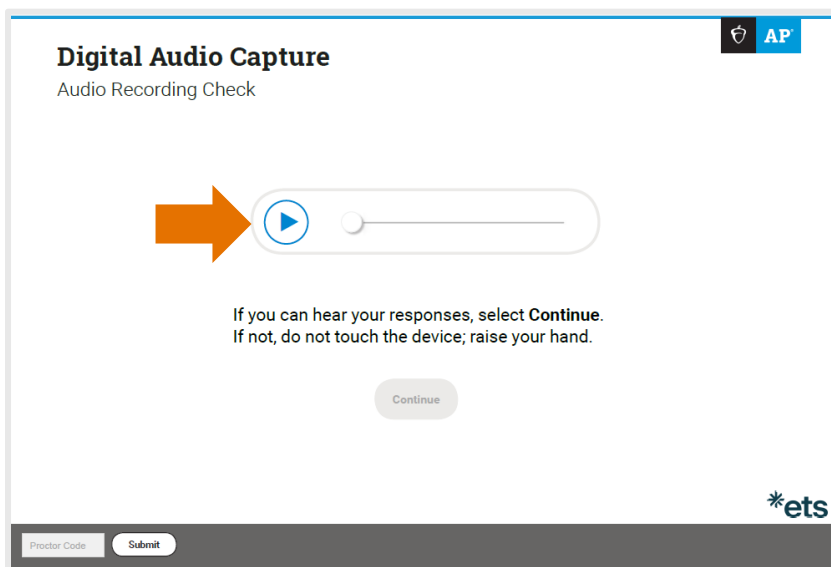 Digital Audio Capture
AP
Audio Recording Check
If you can hear your responses, select Continue.
If not, do not touch the device; raise your hand.
Continue
ets
Proctor Code
Submit